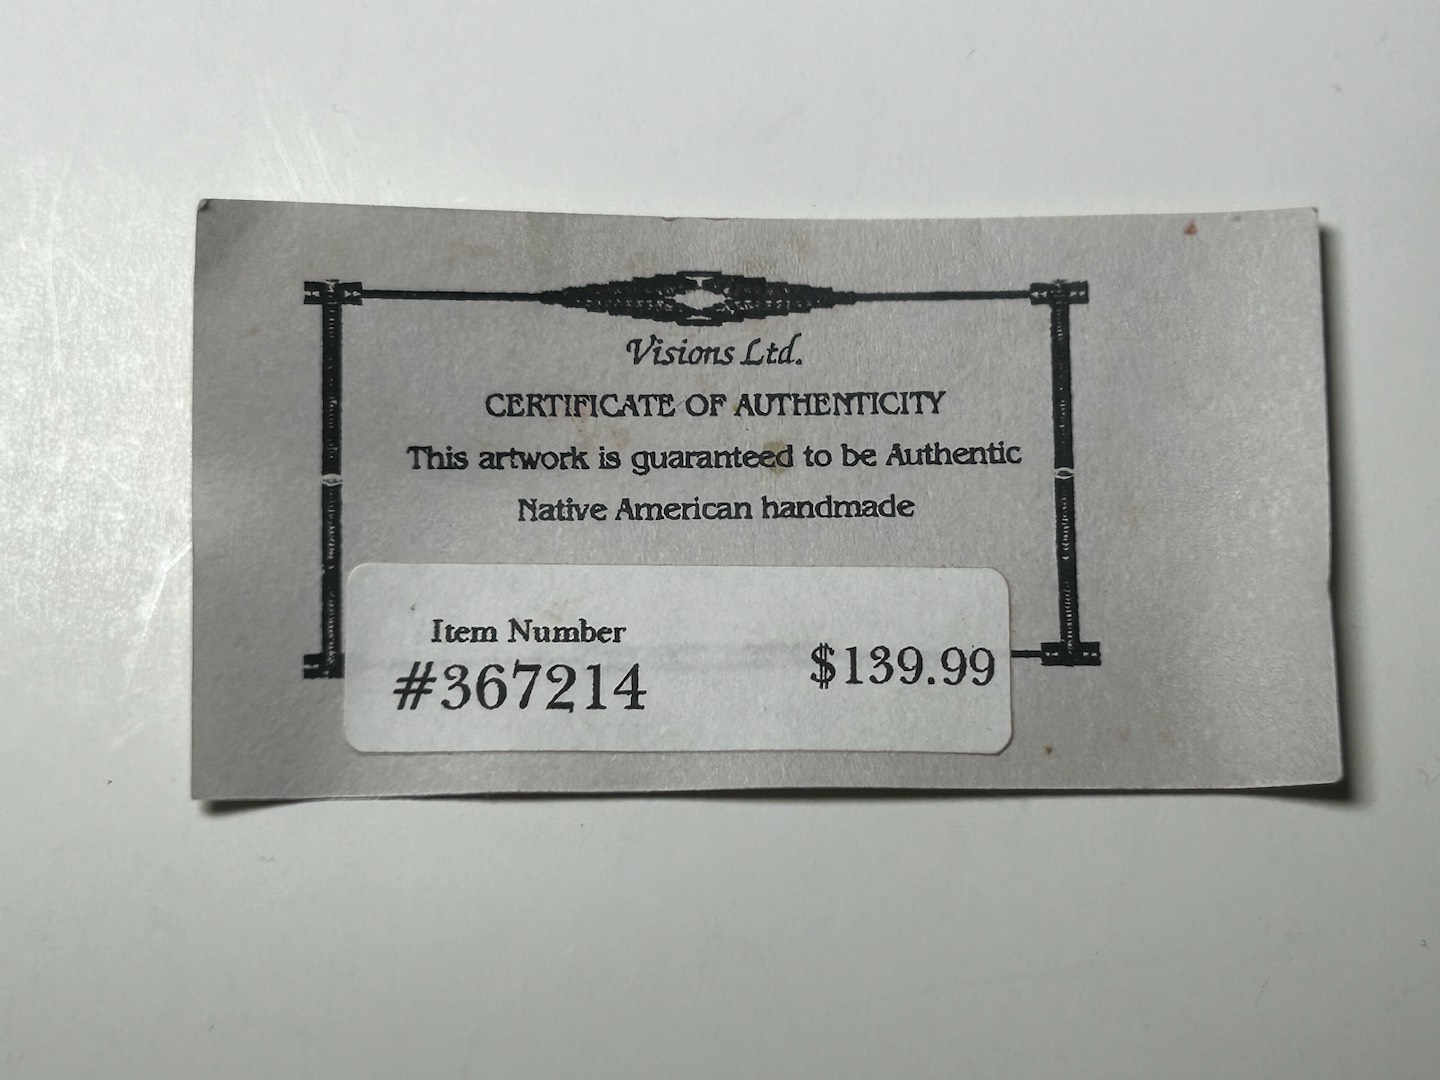 Visions Ltd.
CERTIFICATE OF AUTHENTICITY
This artwork is guaranteed to be Authentic
Native American handmade
Item Number
#367214
$139.99